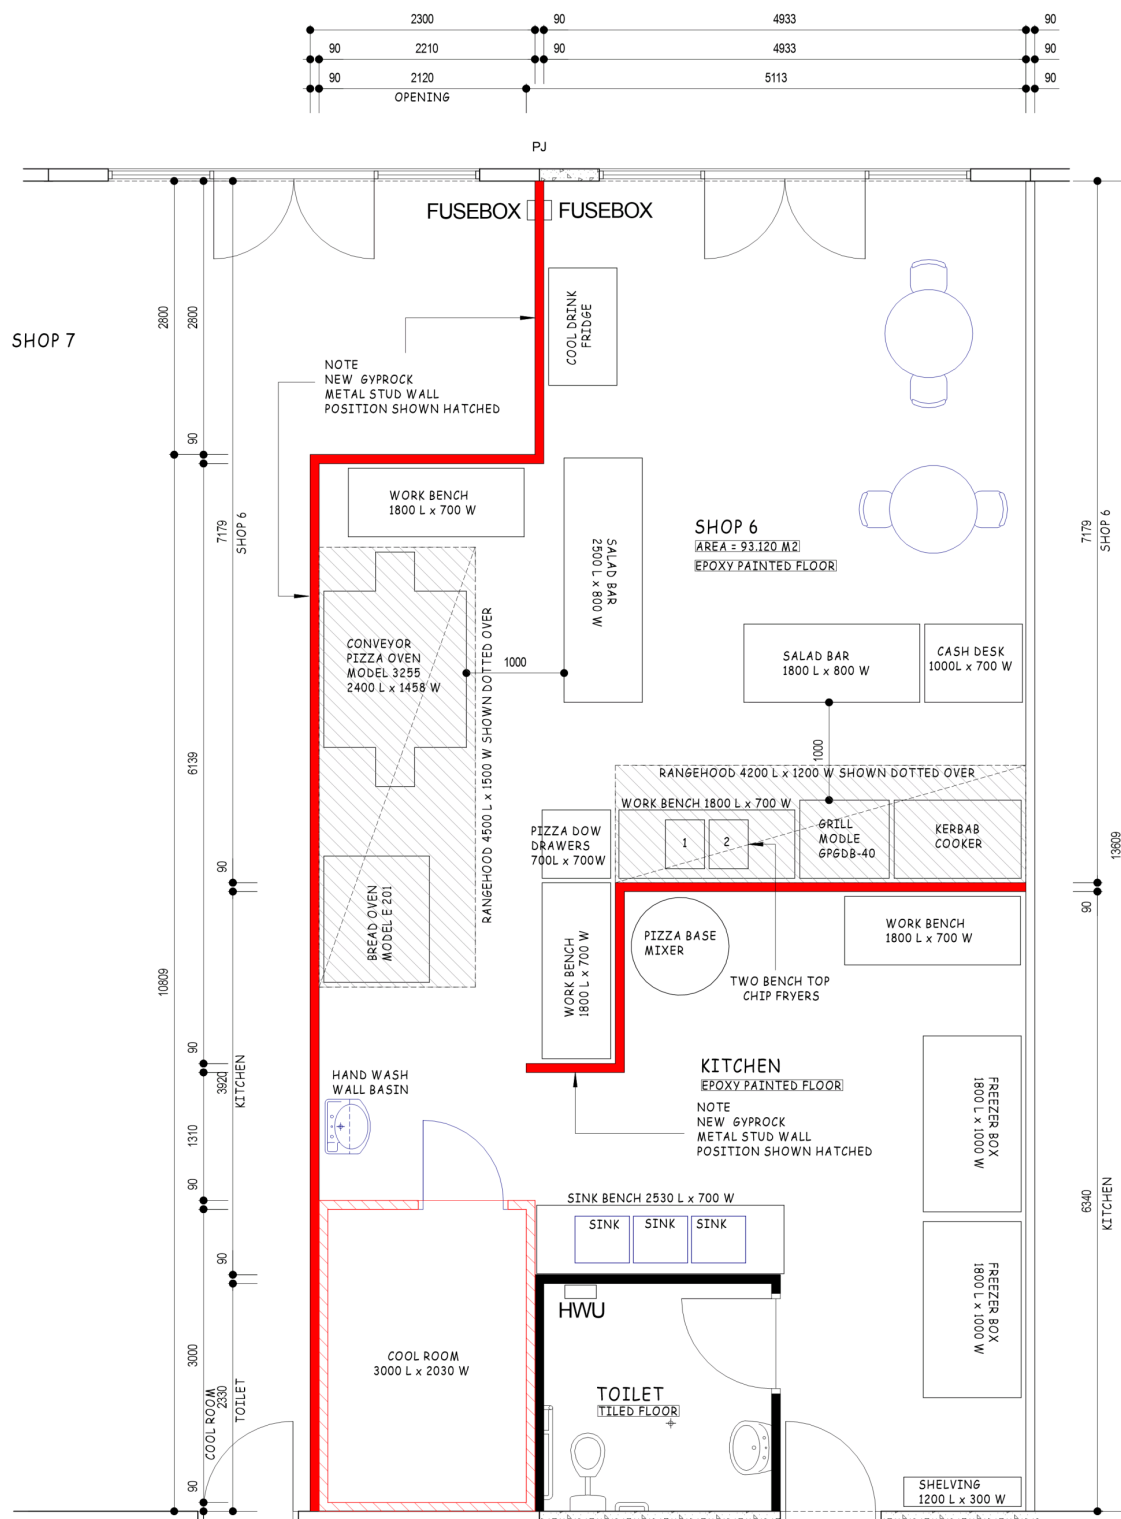 2300
90
4933
90
90
2210
90
4933
90
90
2120
5113
90
OPENING
PJ
FUSEBOX
FUSEBOX
SHOP 7
2800
2800
COOL DRINK
FRIDGE
NOTE
NEW GYPROCK
METAL STUD WALL
POSITION SHOWN HATCHED
90
WORK BENCH
1800 L x 700 W
7179
SHOP 6
SALAD BAR
2500 L x 800 W
SHOP 6
AREA = 93.120 M2
EPOXY PAINTED FLOOR
7179
SHOP 6
CONVEYOR
PIZZA OVEN
MODEL 3255
2400 L x 1458 W
1000
RANGEHOOD 4500 L x 1500 W SHOWN DOTTED OVER
SALAD BAR
1800 L x 800 W
CASH DESK
1000L x 700 W
6139
1000
RANGEHOOD 4200 L x 1200 W SHOWN DOTTED OVER
WORK BENCH 1800 L x 700 W
PIZZA DOW
DRAWERS
700L x 700W
1
2
GRILL
MODLE
GPGDB-40
KERBAB
COOKER
13609
90
90
BREAD OVEN
MODEL E 201
WORK BENCH
1800 L x 700 W
PIZZA BASE
MIXER
WORK BENCH
1800 L x 700 W
TWO BENCH TOP
CHIP FRYERS
10809
90
3920
KITCHEN
HAND WASH
WALL BASIN
KITCHEN
EPOXY PAINTED FLOOR
NOTE
NEW GYPROCK
METAL STUD WALL
POSITION SHOWN HATCHED
FREEZER BOX
1800 L x 1000 W
1310
90
SINK BENCH 2530 L x 700 W
SINK
SINK
SINK
6340
KITCHEN
90
FREEZER BOX
1800 L x 1000 W
HWU
3000
COOL ROOM
3000 L x 2030 W
COOL ROOM
2330
TOILET
TOILET
TILED FLOOR
90
SHELVING
1200 L x 300 W